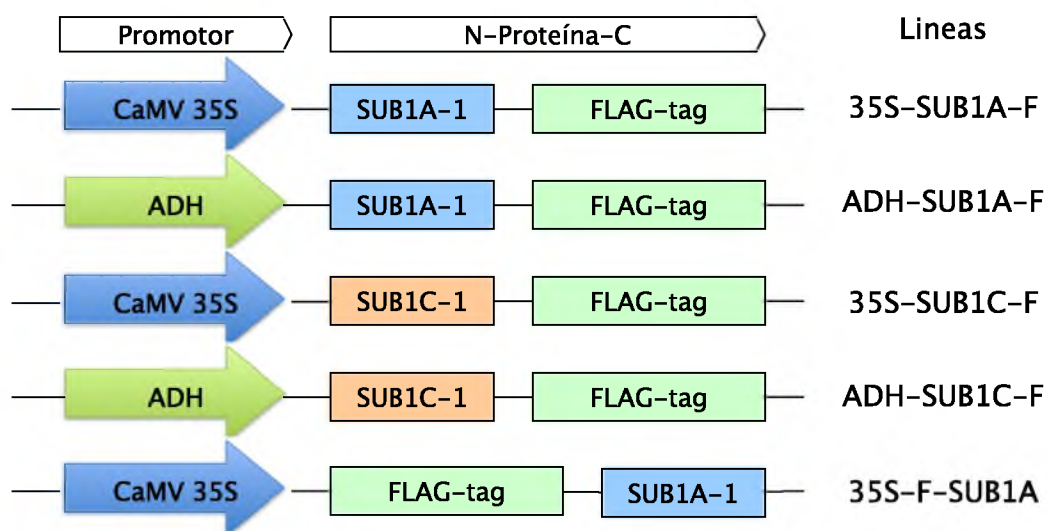 Promotor N-Proteína-C Lineas
CaMV 35S SUB1A-1 FLAG-tag 35S-SUB1A-F
ADH SUB1A-1 FLAG-tag ADH-SUB1A-F
CaMV 35S SUB1C-1 FLAG-tag 35S-SUB1C-F
ADH SUB1C-1 FLAG-tag ADH-SUB1C-F
CaMV 35S FLAG-tag SUB1A-1 35S-F-SUB1A